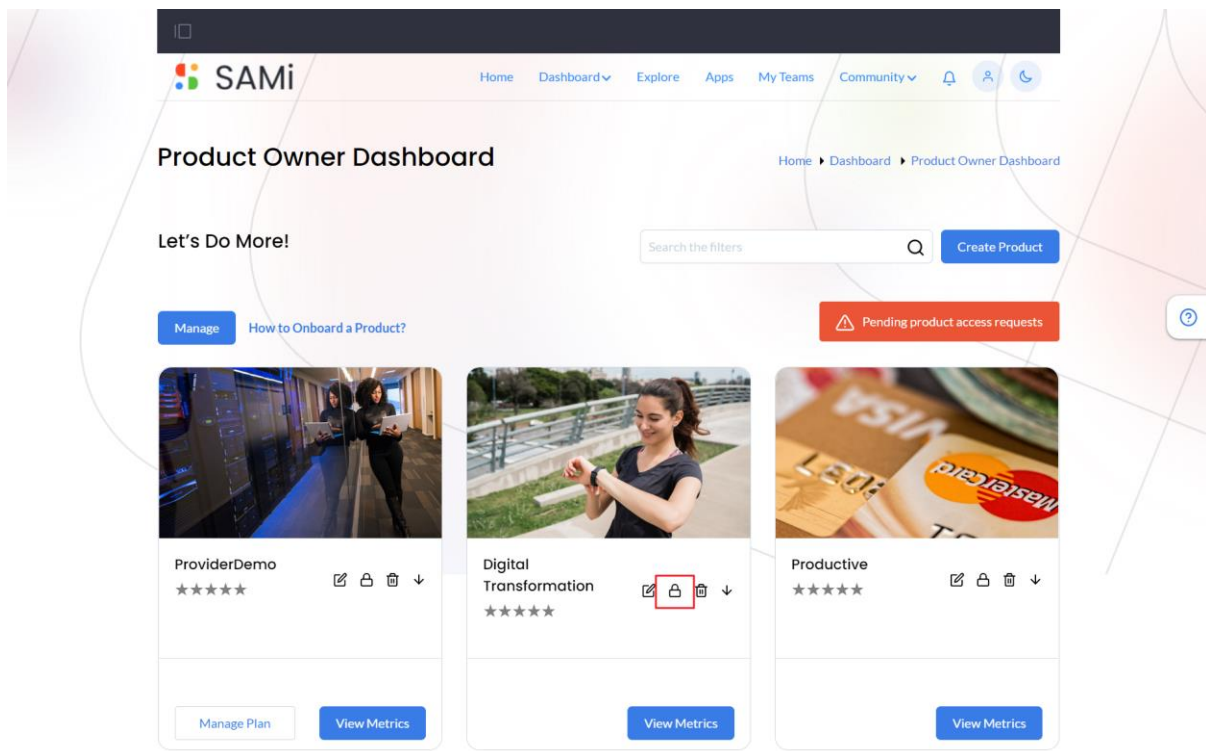 SAMi
Home Dashboard Explore Apps My Teams Community
Product Owner Dashboard
Home Dashboard Product Owner Dashboard
Let's Do More!
Search the filters
Create Product
Manage
How to Onboard a Product?
Pending product access requests
VISA
MasterCard
ProviderDemo
Digital
Transformation
Productive
Manage Plan
View Metrics
View Metrics
View Metrics